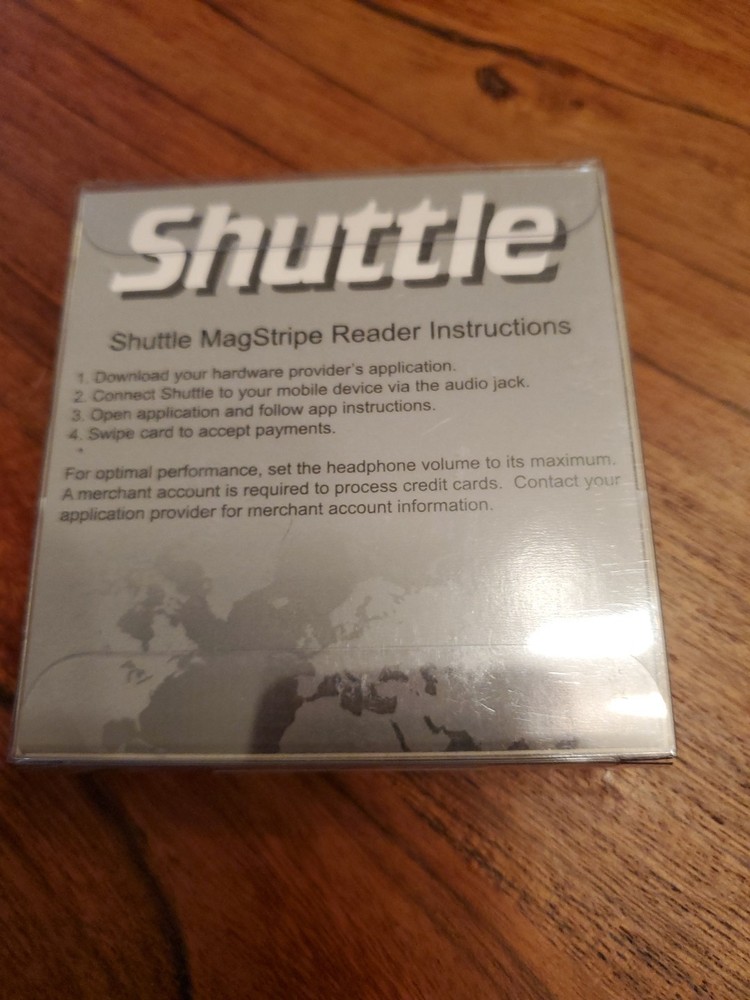 Shuttle
Shuttle MagStripe Reader Instructions
1. Download your hardware provider's application.
2. Connect Shuttle to your mobile device via the audio jack.
3. Open application and follow app instructions.
4. Swipe card to accept payments.
For optimal performance, set the headphone volume to its maximum.
A merchant account is required to process credit cards. Contact your
application provider for merchant account information.